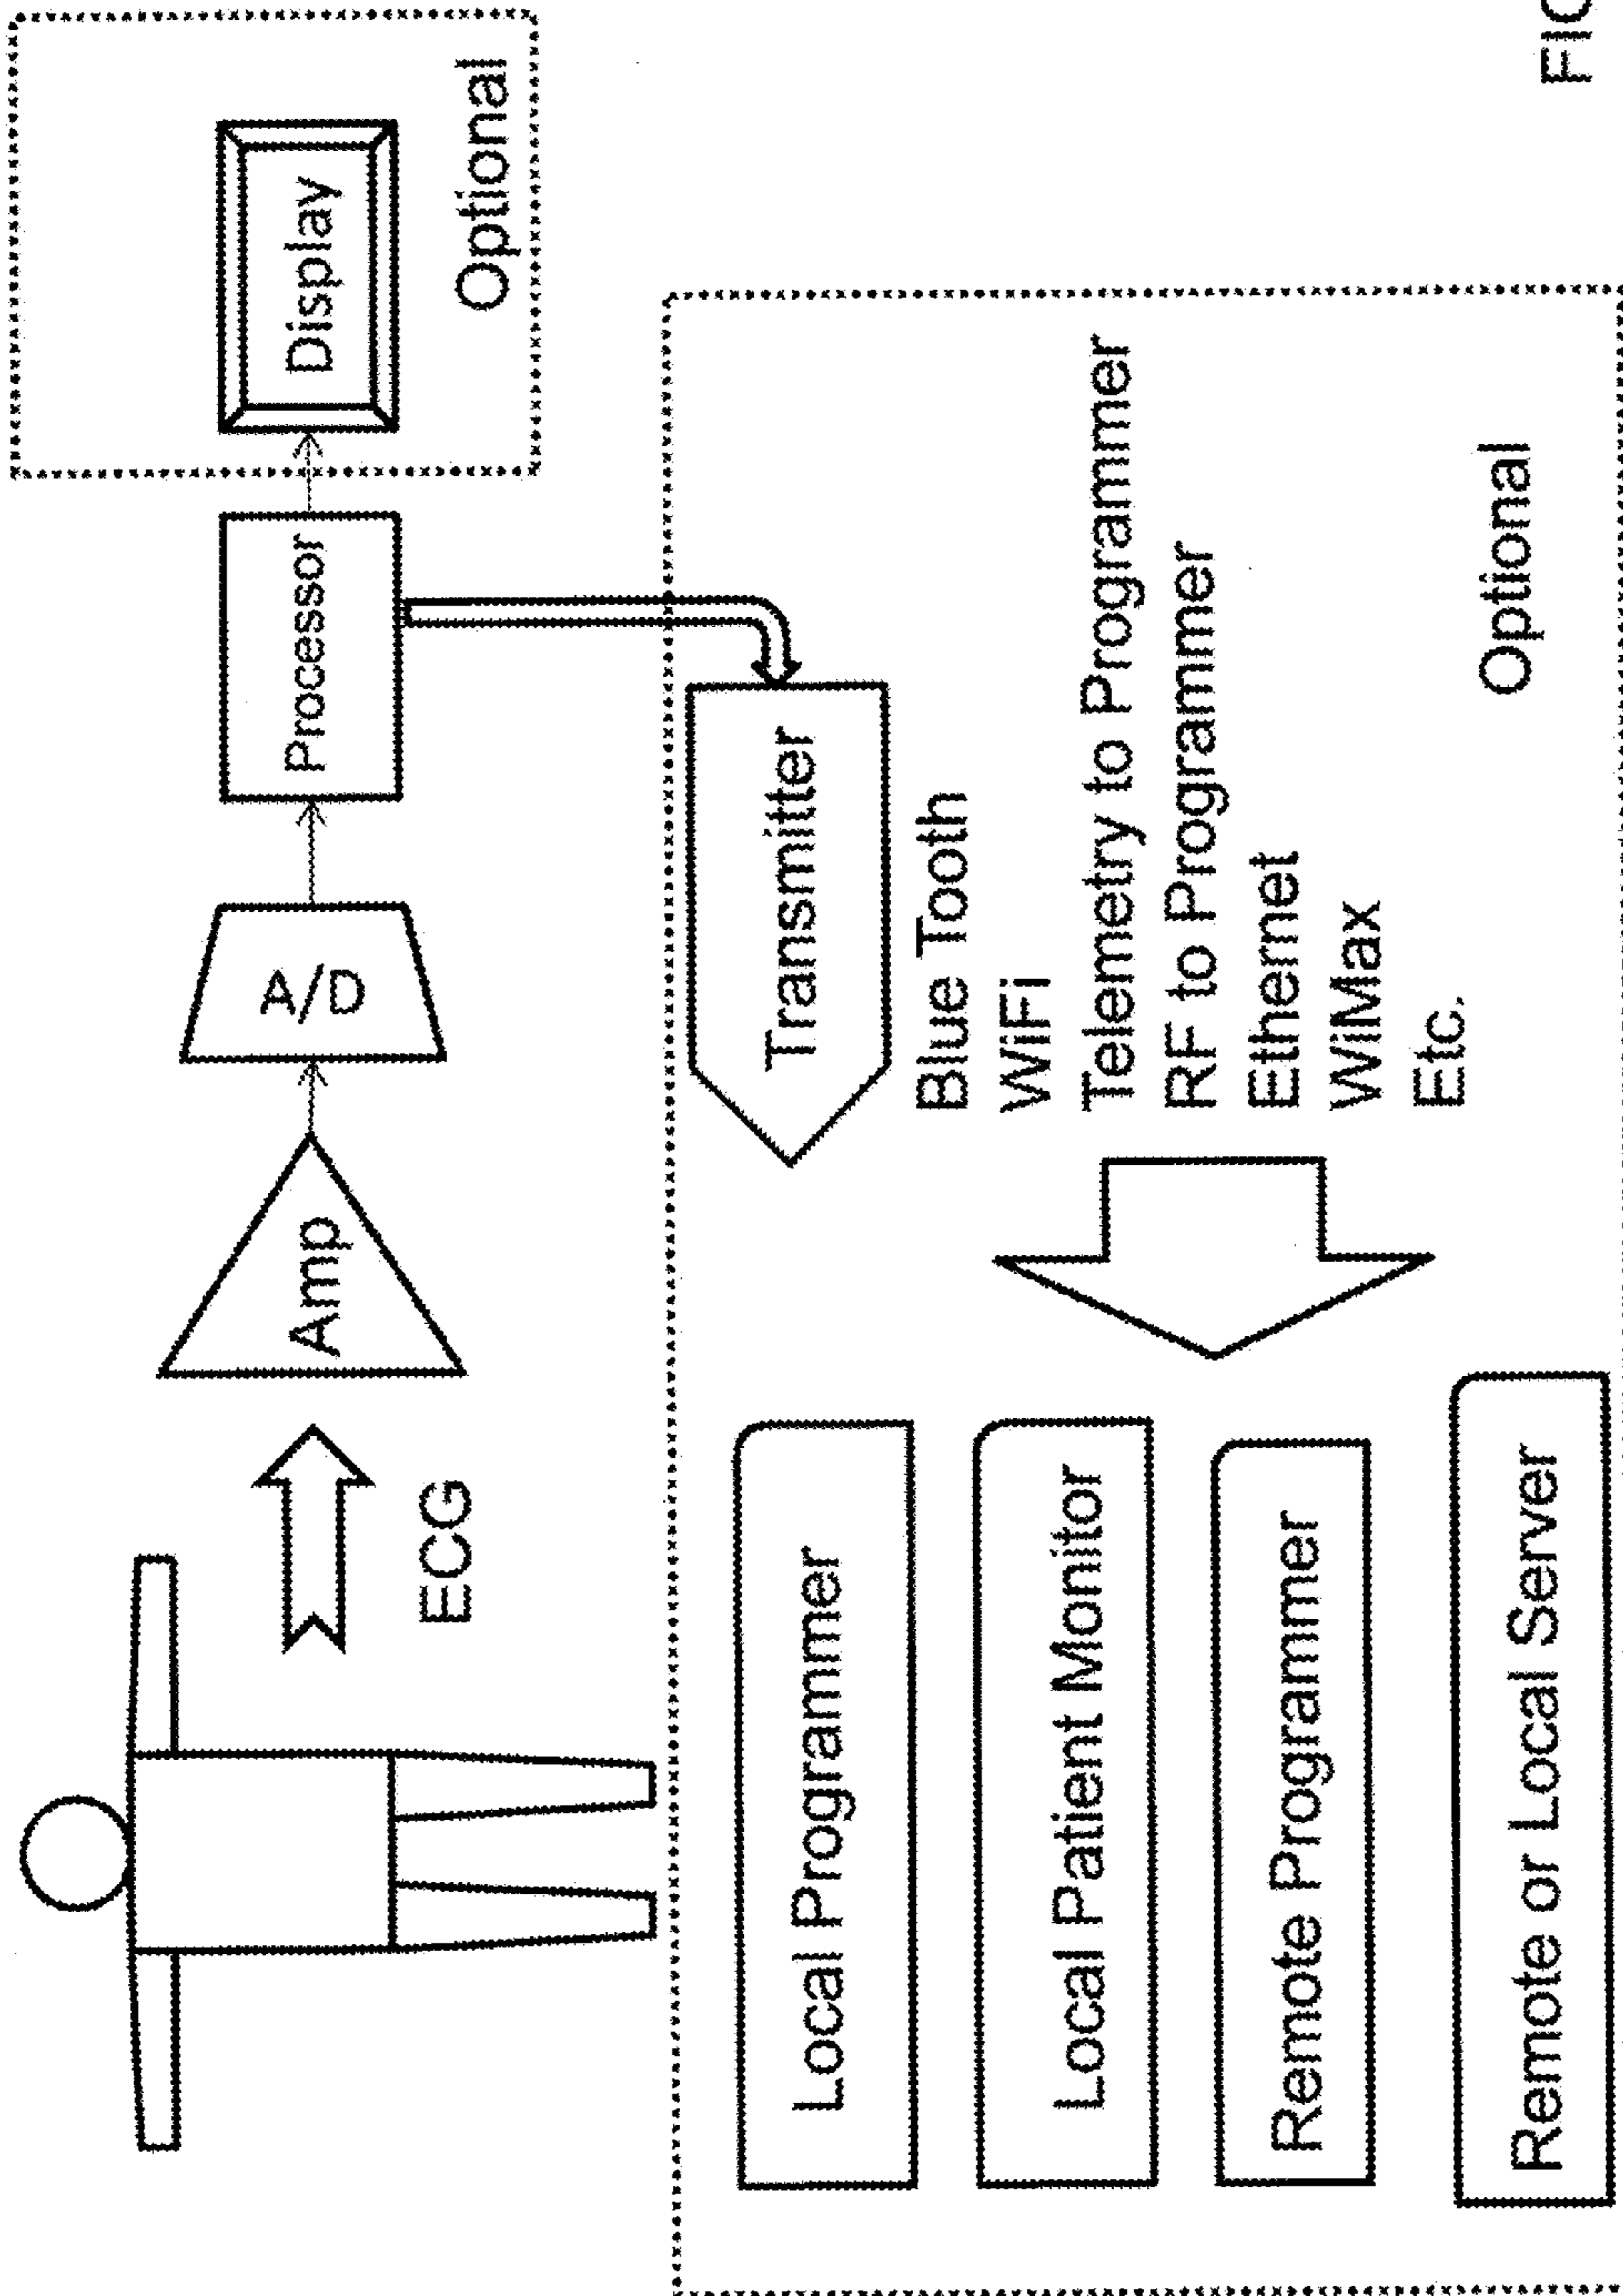 ECG
Amp
A/D
Processor
Display
Optional
Transmitter
Blue Tooth
WiFi
Telemetry to Programmer
RF to Programmer
Ethernet
WiMax
Etc.
Local Programmer
Local Patient Monitor
Remote Programmer
Remote or Local Server
Optional